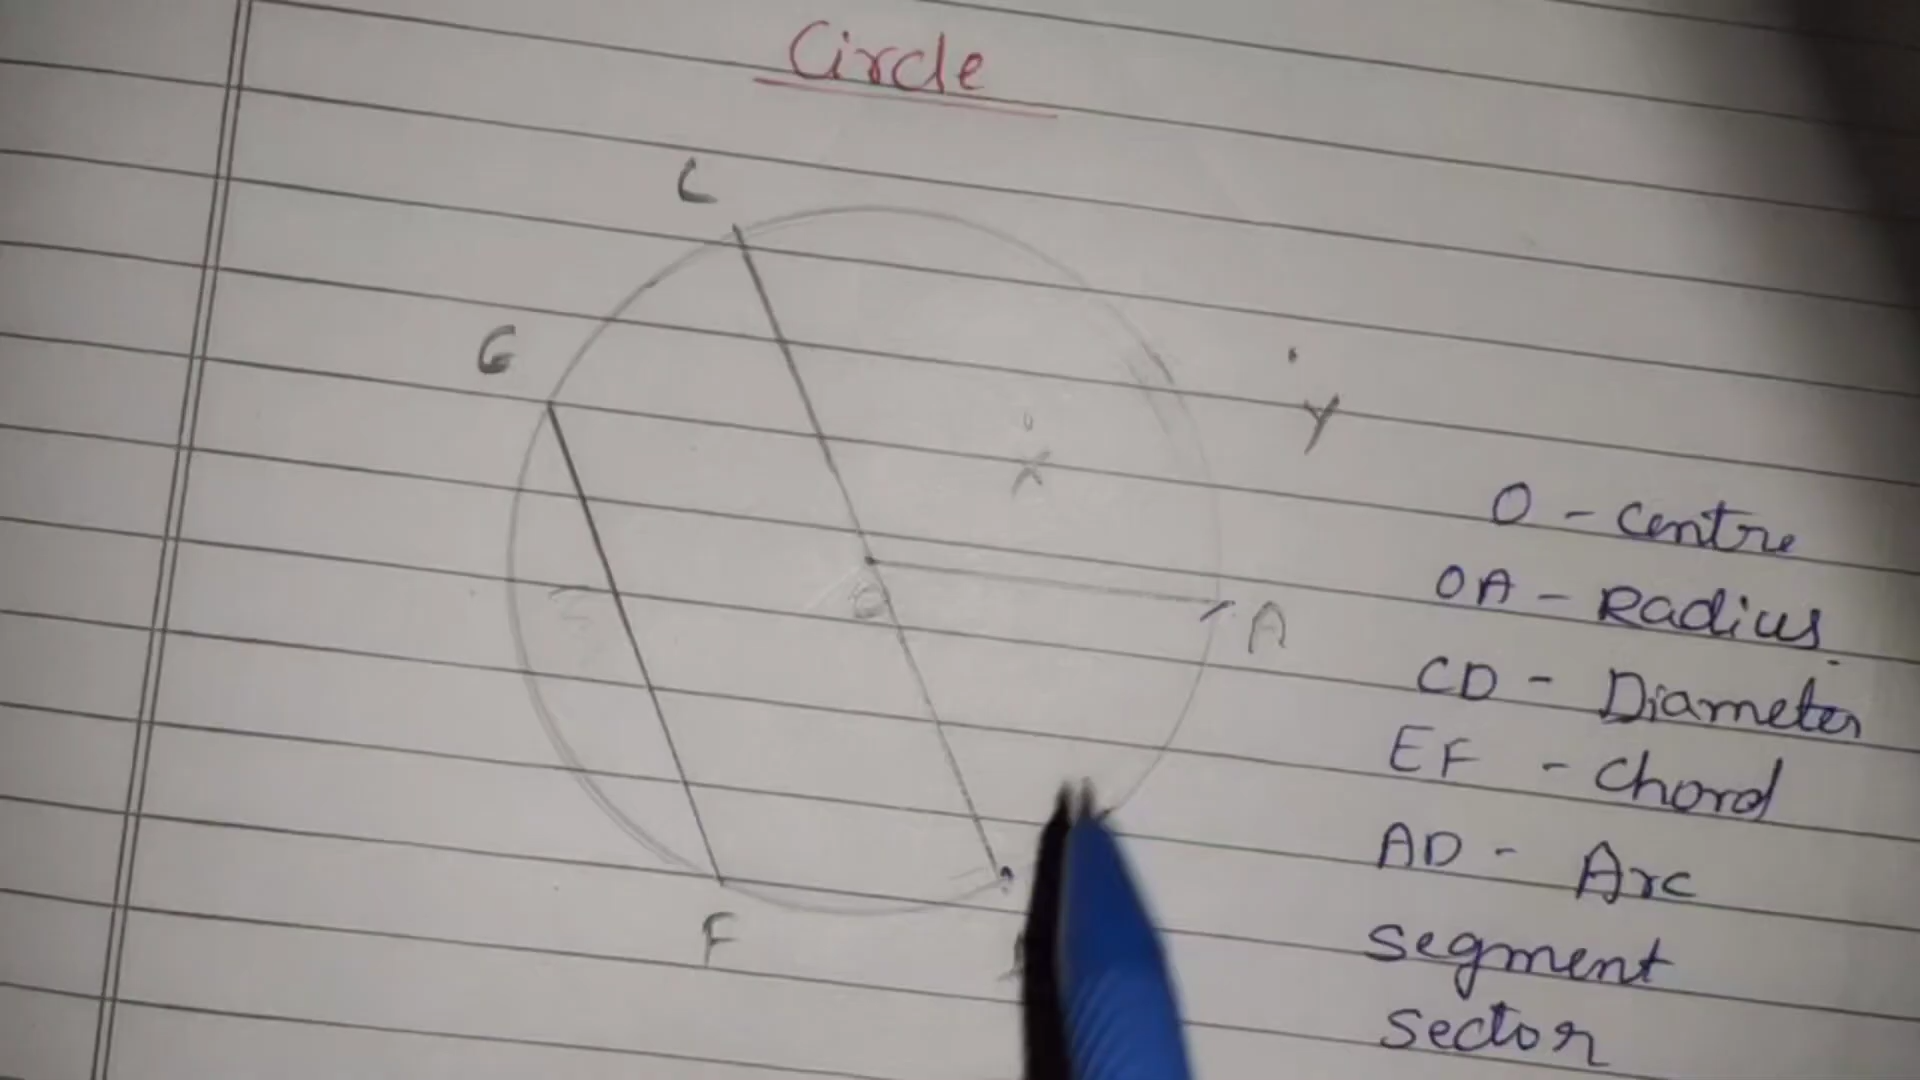 Circle
C
E
Y
X
O
A
F
O - Centre
OA - Radius
CD - Diameter
EF - Chord
AD - Arc
segment
sector